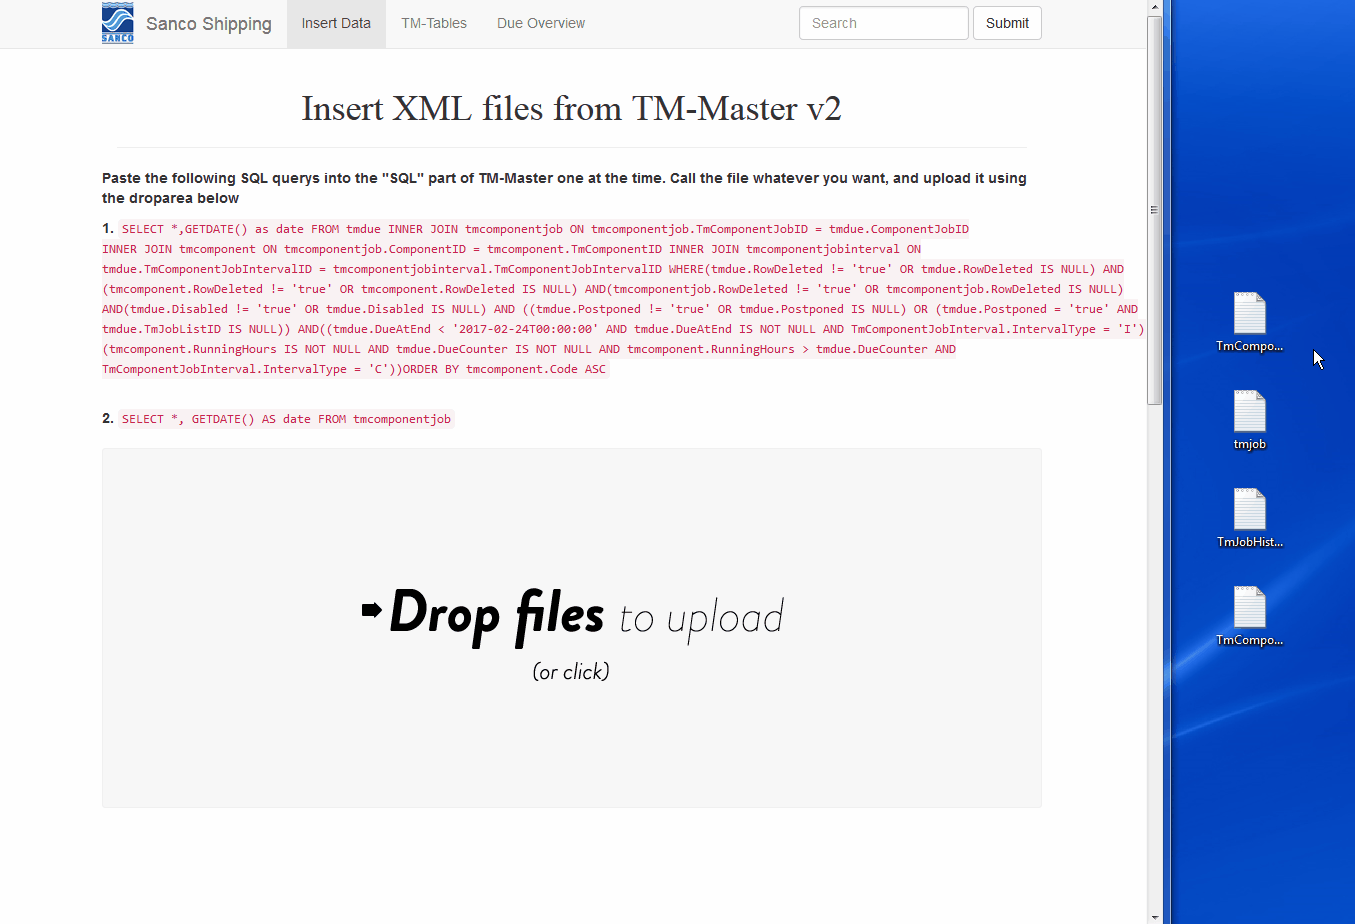 SANCO Sanco Shipping Insert Data TM-Tables Due Overview Search Submit
Insert XML files from TM-Master v2
Paste the following SQL querys into the "SQL" part of TM-Master one at the time. Call the file whatever you want, and upload it using
the droparea below
1. SELECT *,GETDATE() as date FROM tmdue INNER JOIN tmcomponentjob ON tmcomponentjob.TmComponentJobID = tmdue.ComponentJobID
INNER JOIN tmcomponent ON tmcomponentjob.ComponentID = tmcomponent.TmComponentID INNER JOIN tmcomponentjobinterval ON
tmdue.TmComponentJobIntervalID = tmcomponentjobinterval.TmComponentJobIntervalID WHERE(tmdue.RowDeleted != 'true' OR tmdue.RowDeleted IS NULL) AND
(tmcomponent.RowDeleted != 'true' OR tmcomponent.RowDeleted IS NULL) AND(tmcomponentjob.RowDeleted != 'true' OR tmcomponentjob.RowDeleted IS NULL)
AND(tmdue.Disabled != 'true' OR tmdue.Disabled IS NULL) AND ((tmdue.Postponed != 'true' OR tmdue.Postponed IS NULL) OR (tmdue.Postponed = 'true' AND
tmdue.TmJobListID IS NULL)) AND((tmdue.DueAtEnd < '2017-02-24T00:00:00' AND tmdue.DueAtEnd IS NOT NULL AND TmComponentJobInterval.IntervalType = 'I')
(tmcomponent.RunningHours IS NOT NULL AND tmdue.DueCounter IS NOT NULL AND tmcomponent.RunningHours > tmdue.DueCounter AND
TmComponentJobInterval.IntervalType = 'C'))ORDER BY tmcomponent.Code ASC
2. SELECT *, GETDATE() AS date FROM tmcomponentjob
Drop files to upload
(or click)
TmCompo...
tmjob
TmJobHist...
TmCompo...